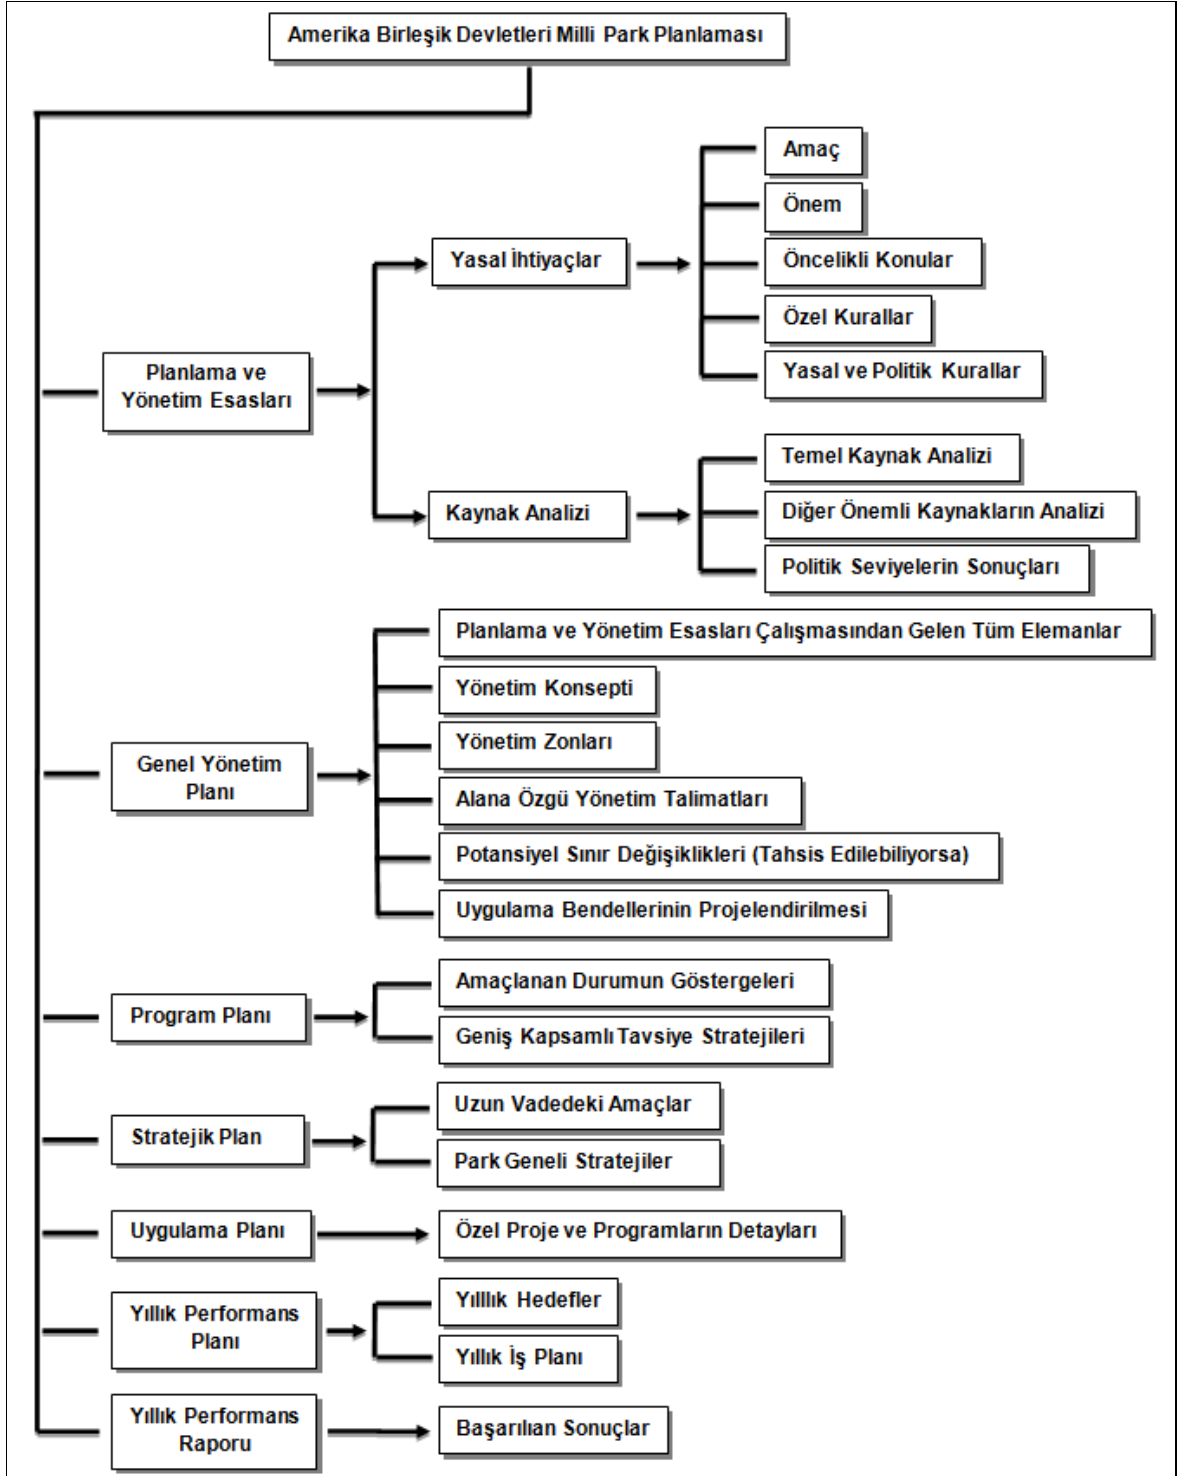 Amerika Birleşik Devletleri Milli Park Planlaması
Amaç
Önem
Yasal İhtiyaçlar
Öncelikli Konular
Özel Kurallar
Planlama ve
Yönetim Esasları
Yasal ve Politik Kurallar
Temel Kaynak Analizi
Kaynak Analizi
Diğer Önemli Kaynakların Analizi
Politik Seviyelerin Sonuçları
Planlama ve Yönetim Esasları Çalışmasından Gelen Tüm Elemanlar
Yönetim Konsepti
Yönetim Zonları
Genel Yönetim
Planı
Alana Özgü Yönetim Talimatları
Potansiyel Sınır Değişiklikleri (Tahsis Edilebiliyorsa)
Uygulama Bendellerinin Projelendirilmesi
Amaçlanan Durumun Göstergeleri
Program Planı
Geniş Kapsamlı Tavsiye Stratejileri
Uzun Vadedeki Amaçlar
Stratejik Plan
Park Geneli Stratejiler
Uygulama Planı
Özel Proje ve Programların Detayları
Yıllık Performans
Planı
Yılllık Hedefler
Yıllık İş Planı
Yıllık Performans
Raporu
Başarılıan Sonuçlar